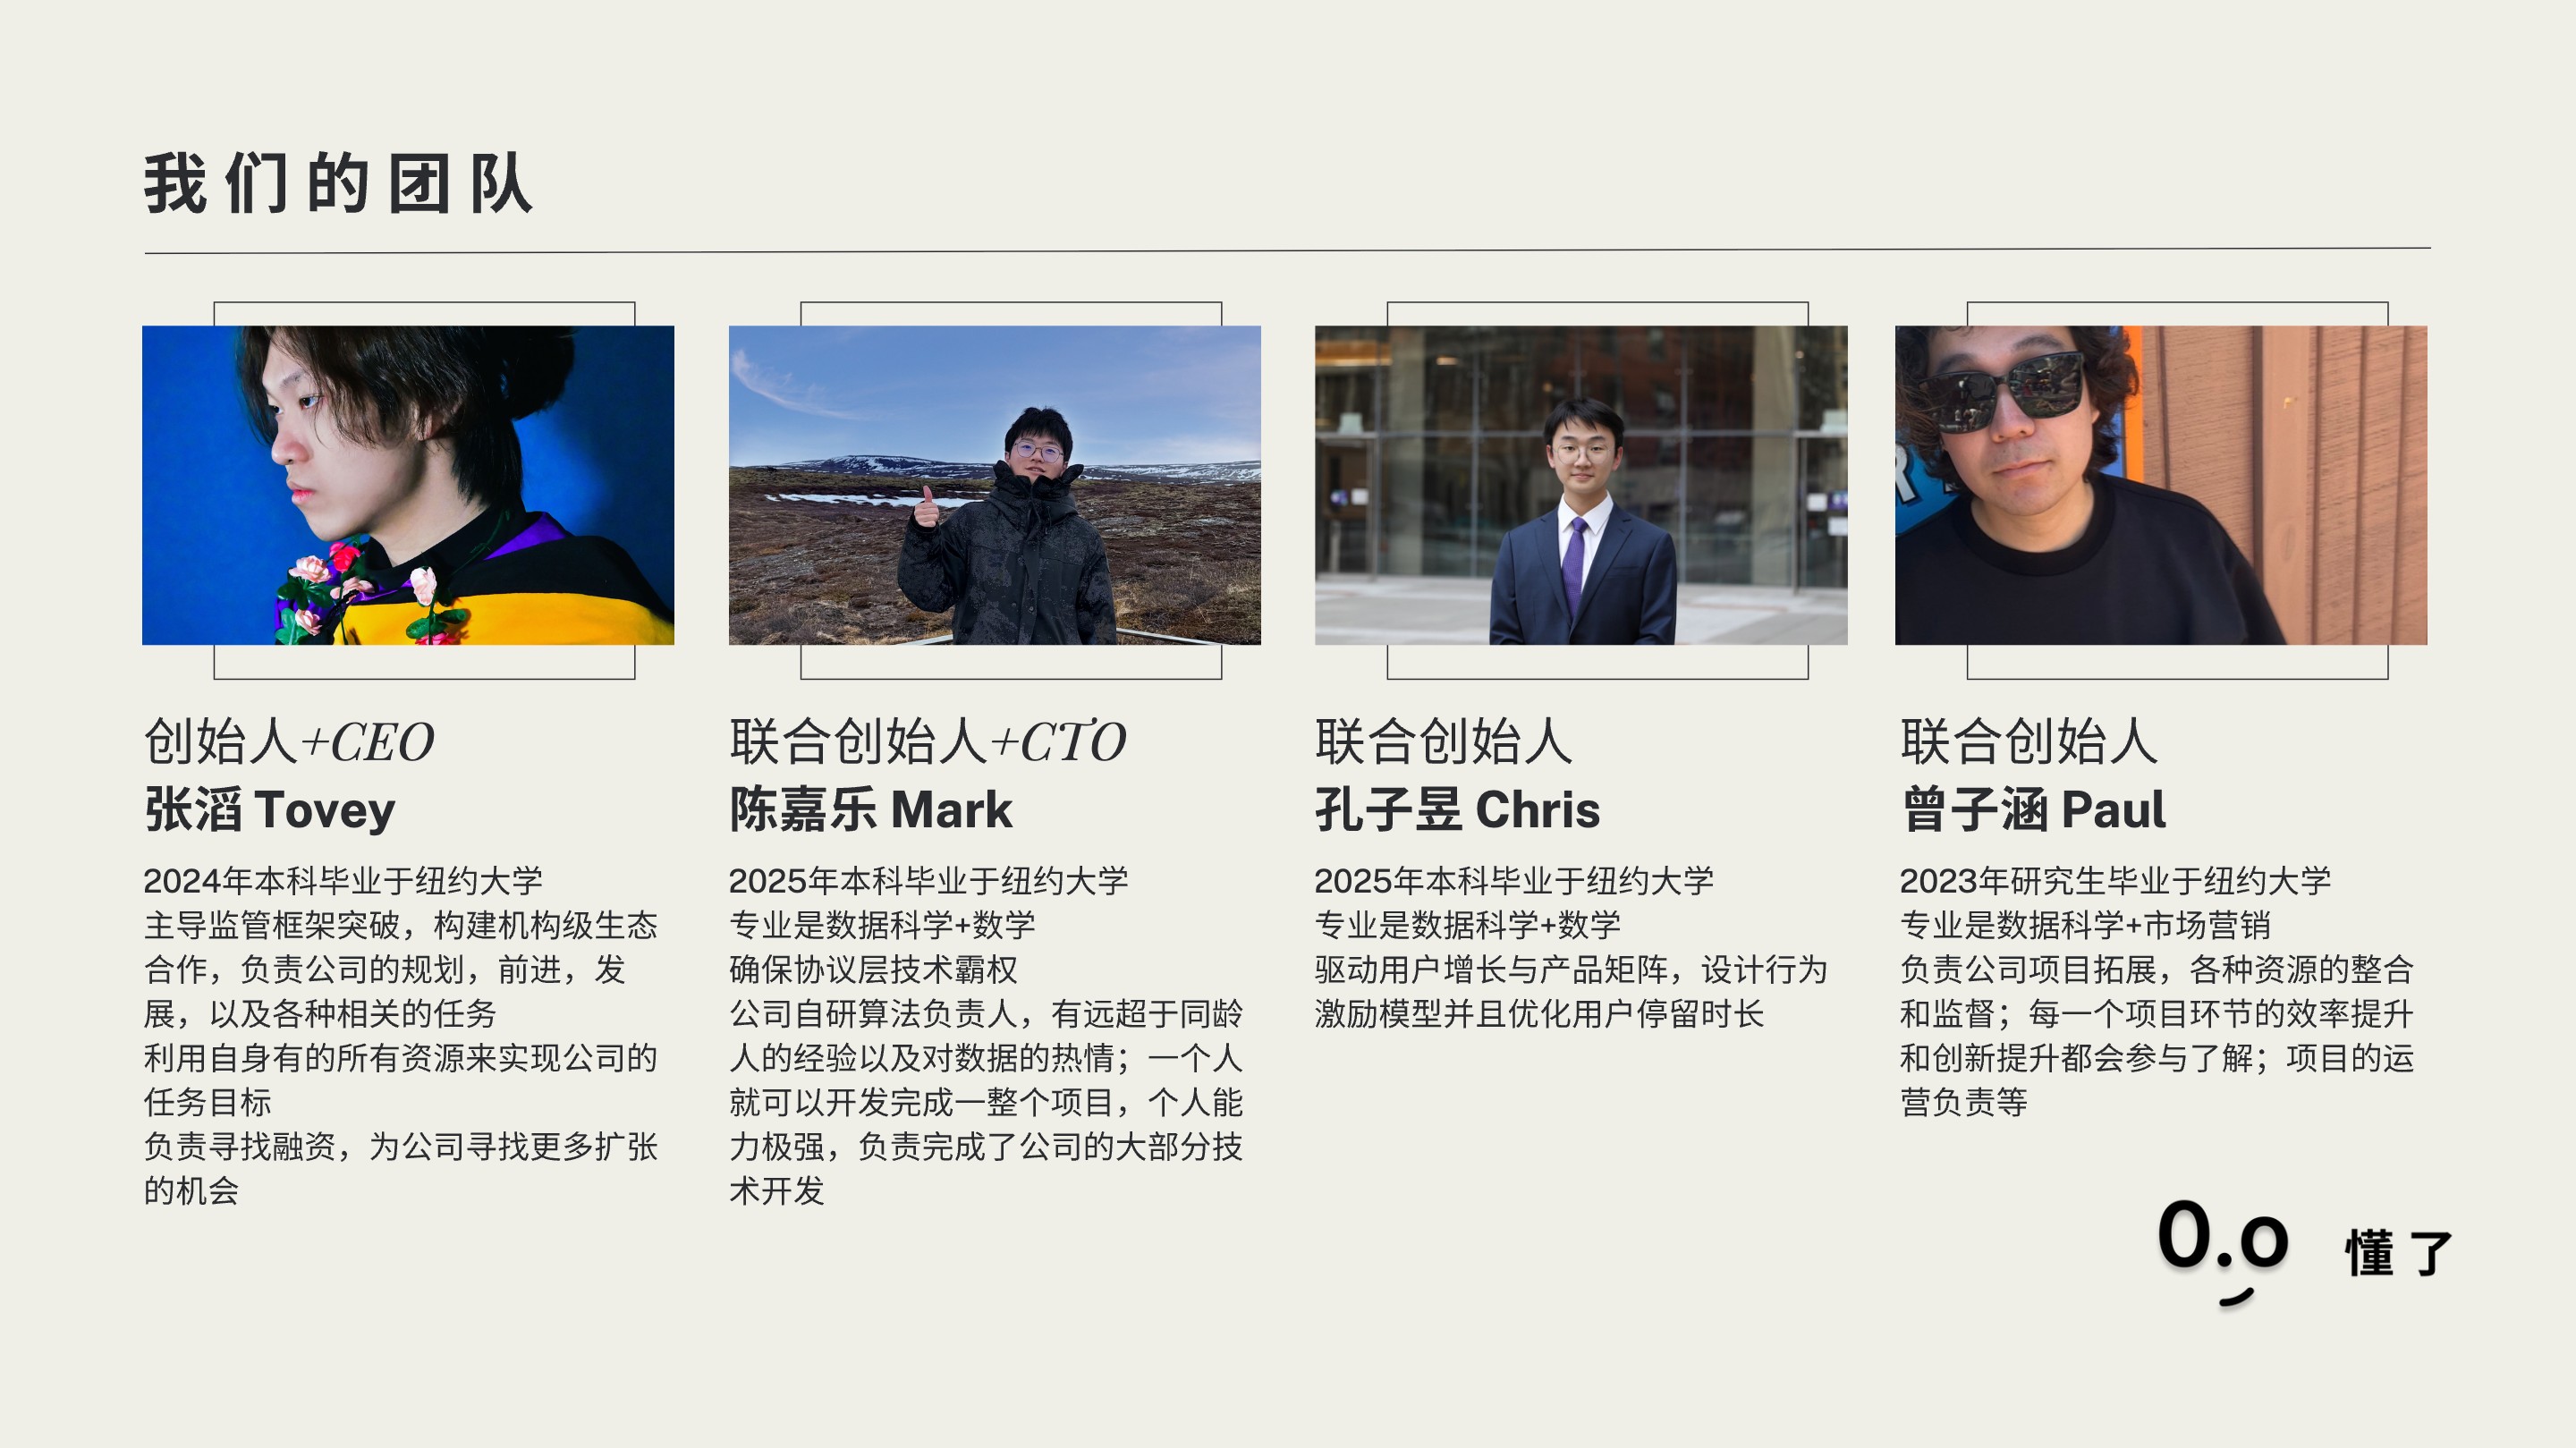 我们的团队
创始人+CEO
张滔 Tovey
2024年本科毕业于纽约大学
主导监管框架突破，构建机构级生态
合作，负责公司的规划，前进，发
展，以及各种相关的任务
利用自身有的所有资源来实现公司的
任务目标
负责寻找融资，为公司寻找更多扩张
的机会
联合创始人+CTO
陈嘉乐 Mark
2025年本科毕业于纽约大学
专业是数据科学+数学
确保协议层技术霸权
公司自研算法负责人，有远超于同龄
人的经验以及对数据的热情；一个人
就可以开发完成一整个项目，个人能
力极强，负责完成了公司的大部分技
术开发
联合创始人
孔子昱 Chris
2025年本科毕业于纽约大学
专业是数据科学+数学
驱动用户增长与产品矩阵，设计行为
激励模型并且优化用户停留时长
联合创始人
曾子涵 Paul
2023年研究生毕业于纽约大学
专业是数据科学+市场营销
负责公司项目拓展，各种资源的整合
和监督；每一个项目环节的效率提升
和创新提升都会参与了解；项目的运
营负责等
0.o 懂了